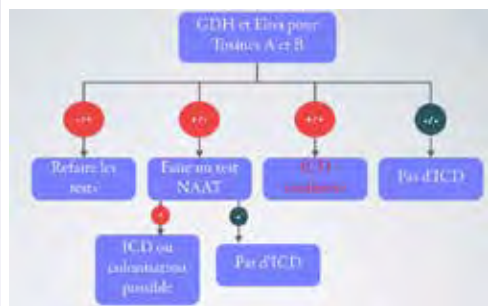 GDH et Elisa pour
Toxines A et B
-/+
+/-
+/+
-/-
Refaire les
tests
Faire un test
NAAT
ICD
Pas d'ICD
+
-
ICD ou
colonisation
possible
Pas d'ICD